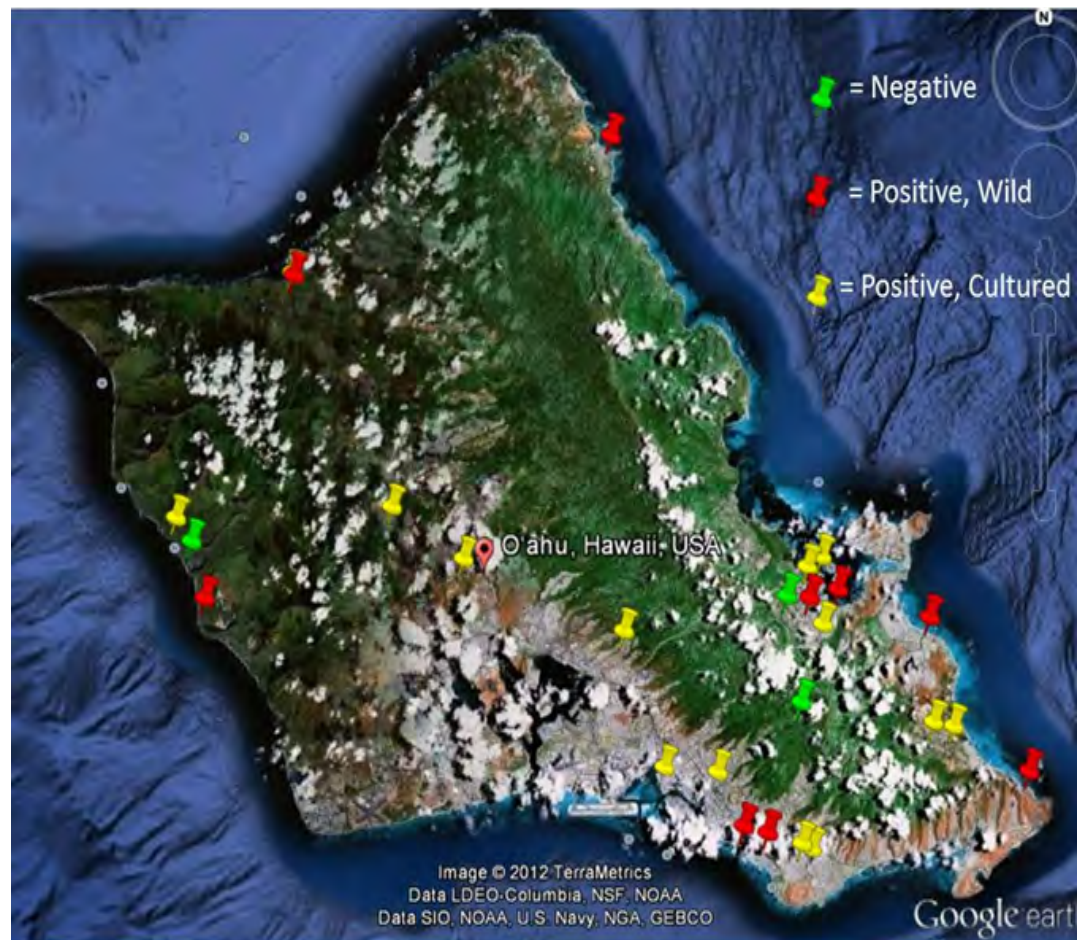 N
= Negative
= Positive, Wild
= Positive, Cultured
O'ahu, Hawaii, USA
Image © 2012 TerraMetrics
Data LDEO-Columbia, NSF, NOAA
Data SIO, NOAA, U.S. Navy, NGA, GEBCO
Google eart